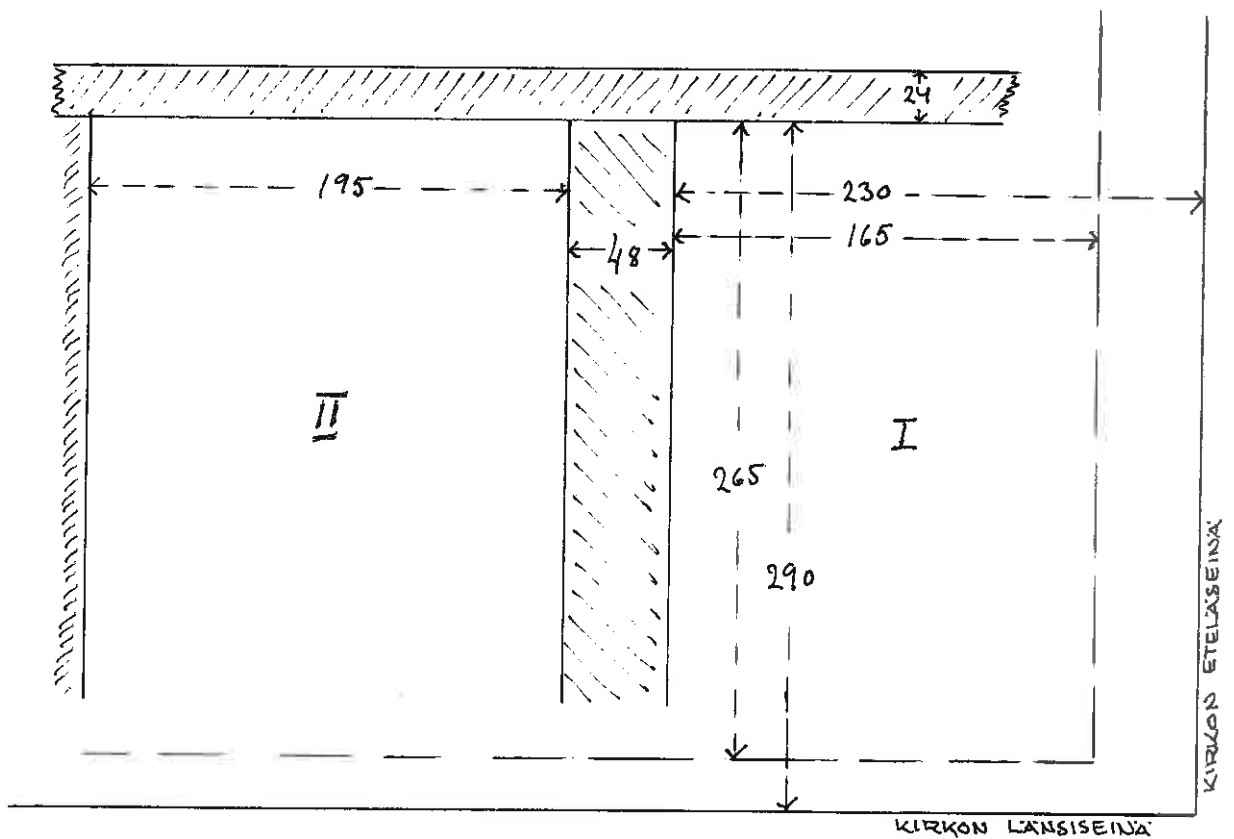 24
195
230
165
48
II
I
265
290
KIRKON ETELÄSEINÄ
KIRKON LÄNSISEINÄ